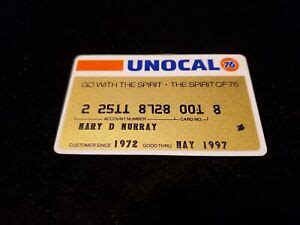 UNOCAL 76
GO WITH THE SPIRIT · THE SPIRIT OF 76
2 2511 8728 001 8
ACCOUNT NUMBER CARD NO.
MARY D MURRAY
CUSTOMER SINCE 1972 GOOD THRU MAY 1997